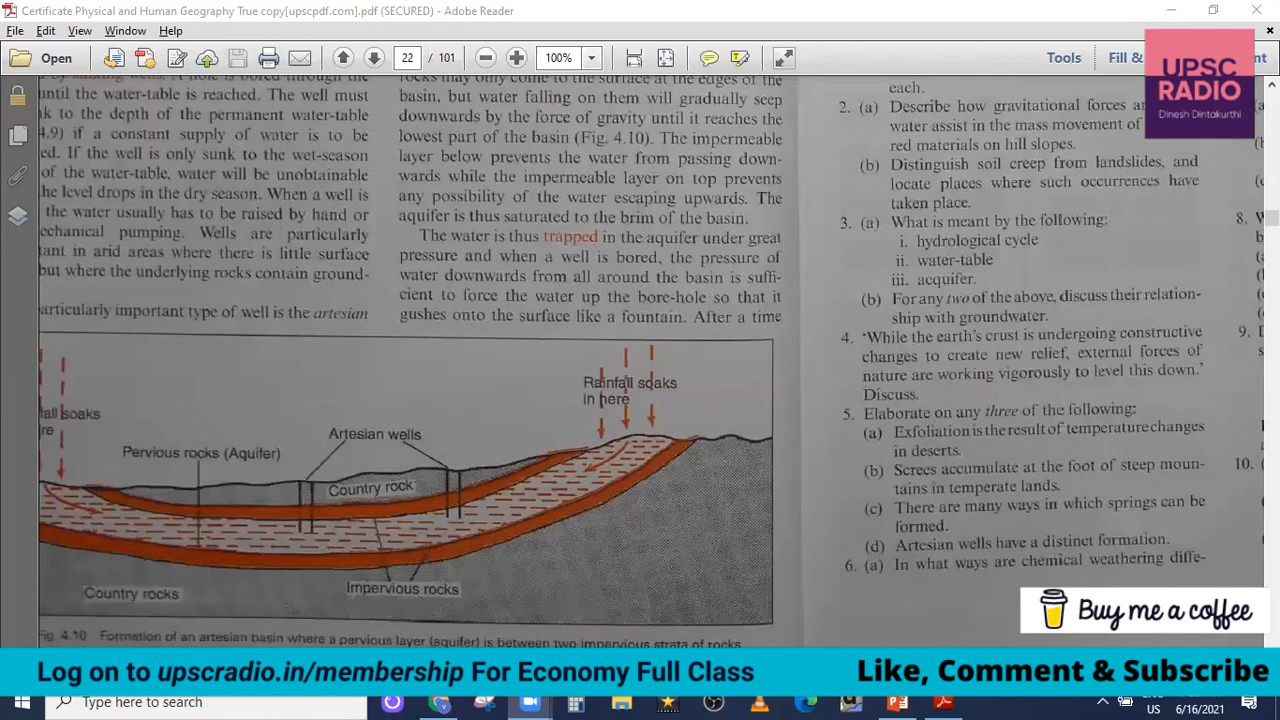 Certificate Physical and Human Geography True copy[upscpdf.com].pdf (SECURED) - Adobe Reader
File Edit View Window Help
Open 22 / 101 100% Tools Fill &
UPSC
RADIO
Dinesh Dintakurthi
until the water-table is reached. The well must
k to the depth of the permanent water-table
4.9) if a constant supply of water is to be
ed. If the well is only sunk to the wet-season
of the water-table, water will be unobtainable
he level drops in the dry season. When a well is
the water usually has to be raised by hand or
echanical pumping. Wells are particularly
tant in arid areas where there is little surface
but where the underlying rocks contain ground-
articularly important type of well is the artesian
rocks may only come to the surface at the edges of the
basin, but water falling on them will gradually seep
downwards by the force of gravity until it reaches the
lowest part of the basin (Fig. 4.10). The impermeable
layer below prevents the water from passing down-
wards while the impermeable layer on top prevents
any possibility of the water escaping upwards. The
aquifer is thus saturated to the brim of the basin.
The water is thus trapped in the aquifer under great
pressure and when a well is bored, the pressure of
water downwards from all around the basin is suffi-
cient to force the water up the bore-hole so that it
gushes onto the surface like a fountain. After a time
Rainfall soaks
in here
fall soaks
re
Artesian wells
Pervious rocks (Aquifer)
Country rock
Impervious rocks
Country rocks
Fig 4.10 Formation of an artesian basin where a pervious layer (aquifer) is between two impervious strata of rocks
each.
2. (a) Describe how gravitational forces
water assist in the mass movement of
red materials on hill slopes.
(b) Distinguish soil creep from landslides, and
locate places where such occurrences have
taken place.
3. (a) What is meant by the following:
i. hydrological cycle
ii. water-table
iii. acquifer.
(b) For any two of the above, discuss their relation-
ship with groundwater.
4. 'While the earth's crust is undergoing constructive
changes to create new relief, external forces of
nature are working vigorously to level this down.'
Discuss.
5. Elaborate on any three of the following:
(a) Exfoliation is the result of temperature changes
in deserts.
(b) Screes accumulate at the foot of steep moun-
tains in temperate lands.
(c) There are many ways in which springs can be
formed.
(d) Artesian wells have a distinct formation.
6. (a) In what ways are chemical weathering diffe-
8.
9.
10.
Buy me a coffee
Log on to upscradio.in/membership For Economy Full Class
Like, Comment & Subscribe
Type here to search
US 6/16/2021